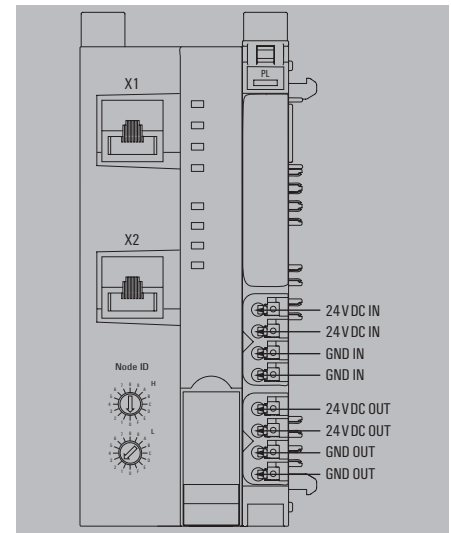 PL
X1
X2
24 V DC IN
24 V DC IN
GND IN
GND IN
Node ID
H
24 V DC OUT
24 V DC OUT
GND OUT
GND OUT
L